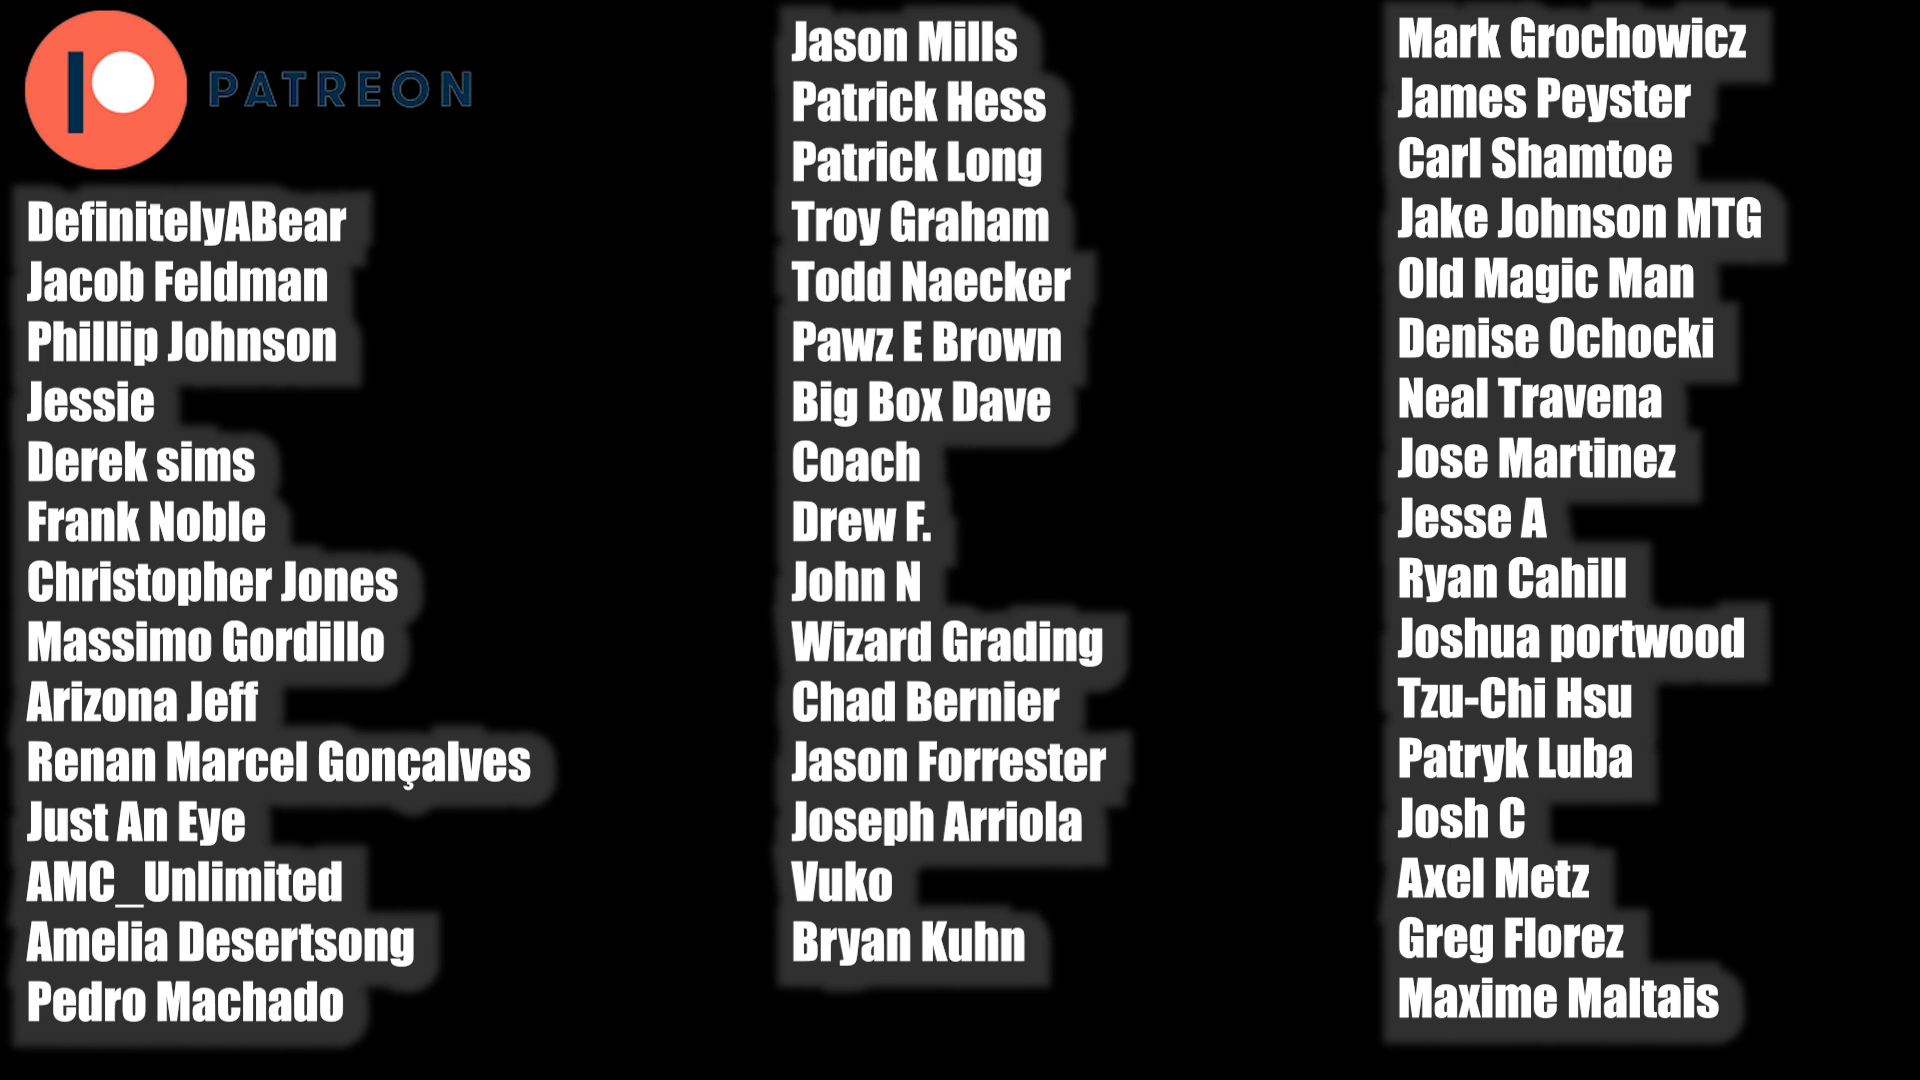 PATREON
DefinitelyABear
Jacob Feldman
Phillip Johnson
Jessie
Derek sims
Frank Noble
Christopher Jones
Massimo Gordillo
Arizona Jeff
Renan Marcel Gonçalves
Just An Eye
AMC_Unlimited
Amelia Desertsong
Pedro Machado
Jason Mills
Patrick Hess
Patrick Long
Troy Graham
Todd Naecker
Pawz E Brown
Big Box Dave
Coach
Drew F.
John N
Wizard Grading
Chad Bernier
Jason Forrester
Joseph Arriola
Vuko
Bryan Kuhn
Mark Grochowicz
James Peyster
Carl Shamtoe
Jake Johnson MTG
Old Magic Man
Denise Ochocki
Neal Travena
Jose Martinez
Jesse A
Ryan Cahill
Joshua portwood
Tzu-Chi Hsu
Patryk Luba
Josh C
Axel Metz
Greg Florez
Maxime Maltais